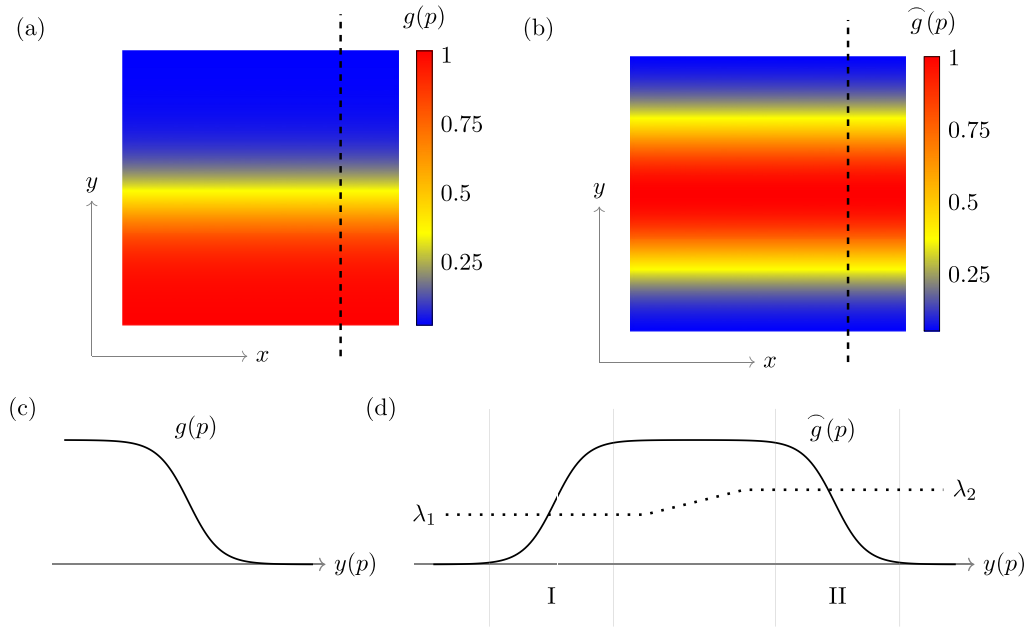 (a)
g(p)
1
0.75
0.5
0.25
y
x
(b)
g͡(p)
1
0.75
0.5
0.25
y
x
(c)
g(p)
y(p)
(d)
g͡(p)
λ₁
λ₂
y(p)
I
II